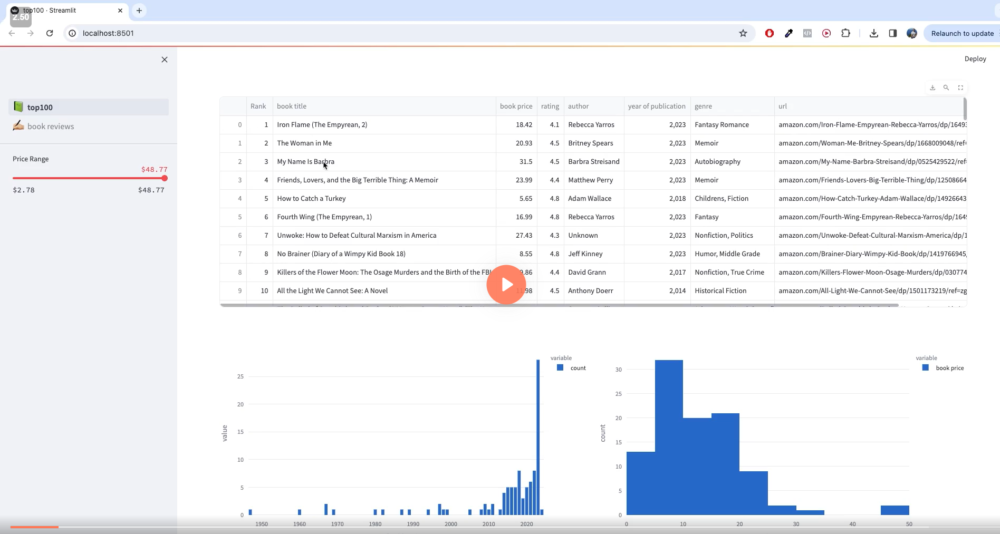 top100 · Streamlit
2.50
localhost:8501
Relaunch to update
Deploy
top100
book reviews
Price Range
$48.77
$2.78 $48.77
Rank book title book price rating author year of publication genre url
0 1 Iron Flame (The Empyrean, 2) 18.42 4.1 Rebecca Yarros 2,023 Fantasy Romance amazon.com/Iron-Flame-Empyrean-Rebecca-Yarros/dp/1649
1 2 The Woman in Me 20.93 4.5 Britney Spears 2,023 Memoir amazon.com/Woman-Me-Britney-Spears/dp/1668009048/ref=
2 3 My Name Is Barbra 31.5 4.5 Barbra Streisand 2,023 Autobiography amazon.com/My-Name-Barbra-Streisand/dp/0525429522/ref
3 4 Friends, Lovers, and the Big Terrible Thing: A Memoir 23.99 4.4 Matthew Perry 2,023 Memoir amazon.com/Friends-Lovers-Big-Terrible-Thing/dp/12508664
4 5 How to Catch a Turkey 5.65 4.8 Adam Wallace 2,018 Childrens, Fiction amazon.com/How-Catch-Turkey-Adam-Wallace/dp/14926643
5 6 Fourth Wing (The Empyrean, 1) 16.99 4.8 Rebecca Yarros 2,023 Fantasy amazon.com/Fourth-Wing-Empyrean-Rebecca-Yarros/dp/164
6 7 Unwoke: How to Defeat Cultural Marxism in America 27.43 4.3 Unknown 2,023 Nonfiction, Politics amazon.com/Unwoke-Defeat-Cultural-Marxism-America/dp/1
7 8 No Brainer (Diary of a Wimpy Kid Book 18) 8.55 4.8 Jeff Kinney 2,023 Humor, Middle Grade amazon.com/Brainer-Diary-Wimpy-Kid-Book/dp/1419766945
8 9 Killers of the Flower Moon: The Osage Murders and the Birth of the FBI 9.86 4.4 David Grann 2,017 Nonfiction, True Crime amazon.com/Killers-Flower-Moon-Osage-Murders/dp/030774
9 10 All the Light We Cannot See: A Novel 11.98 4.5 Anthony Doerr 2,014 Historical Fiction amazon.com/All-Light-We-Cannot-See/dp/1501173219/ref=zg
variable
count
value
25
20
15
10
5
0
1950 1960 1970 1980 1990 2000 2010 2020
variable
book price
count
30
25
20
15
10
5
0
0 10 20 30 40 50